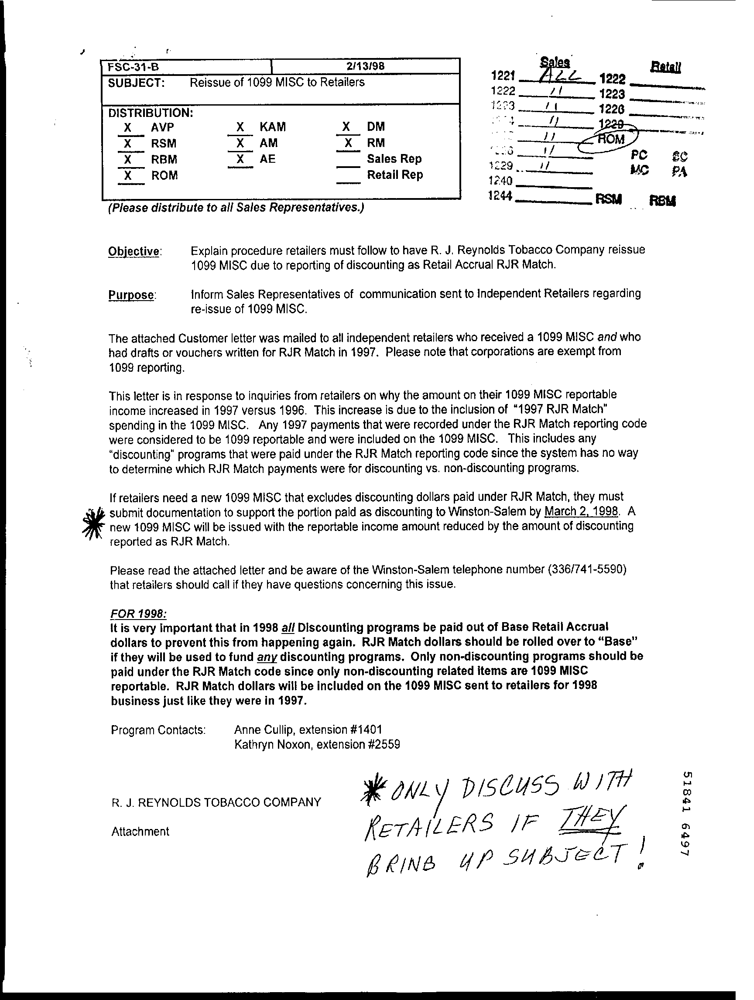 FSC-31-B 2/13/98
SUBJECT: Reissue of 1099 MISC to Retailers
DISTRIBUTION:
X AVP X KAM X DM
X RSM X AM X RM
X RBM X AE Sales Rep
X ROM Retail Rep
(Please distribute to all Sales Representatives.)
Sales Retail
1221 ALL 1222
1222 " 1223
1223 " 1226
" 1229
" ROM
" PC SC
1229 " MC PA
1240
1244 RSM RBM
Objective: Explain procedure retailers must follow to have R. J. Reynolds Tobacco Company reissue
1099 MISC due to reporting of discounting as Retail Accrual RJR Match.
Purpose: Inform Sales Representatives of communication sent to Independent Retailers regarding
re-issue of 1099 MISC.
The attached Customer letter was mailed to all independent retailers who received a 1099 MISC and who
had drafts or vouchers written for RJR Match in 1997. Please note that corporations are exempt from
1099 reporting.
This letter is in response to inquiries from retailers on why the amount on their 1099 MISC reportable
income increased in 1997 versus 1996. This increase is due to the inclusion of "1997 RJR Match"
spending in the 1099 MISC. Any 1997 payments that were recorded under the RJR Match reporting code
were considered to be 1099 reportable and were included on the 1099 MISC. This includes any
"discounting" programs that were paid under the RJR Match reporting code since the system has no way
to determine which RJR Match payments were for discounting vs. non-discounting programs.
If retailers need a new 1099 MISC that excludes discounting dollars paid under RJR Match, they must
submit documentation to support the portion paid as discounting to Winston-Salem by March 2, 1998. A
new 1099 MISC will be issued with the reportable income amount reduced by the amount of discounting
reported as RJR Match.
Please read the attached letter and be aware of the Winston-Salem telephone number (336/741-5590)
that retailers should call if they have questions concerning this issue.
FOR 1998:
It is very important that in 1998 all Discounting programs be paid out of Base Retail Accrual
dollars to prevent this from happening again. RJR Match dollars should be rolled over to "Base"
if they will be used to fund any discounting programs. Only non-discounting programs should be
paid under the RJR Match code since only non-discounting related items are 1099 MISC
reportable. RJR Match dollars will be included on the 1099 MISC sent to retailers for 1998
business just like they were in 1997.
Program Contacts: Anne Cullip, extension #1401
Kathryn Noxon, extension #2559
R. J. REYNOLDS TOBACCO COMPANY
Attachment
* ONLY DISCUSS WITH
RETAILERS IF THEY
BRING UP SUBJECT!
51841 6497